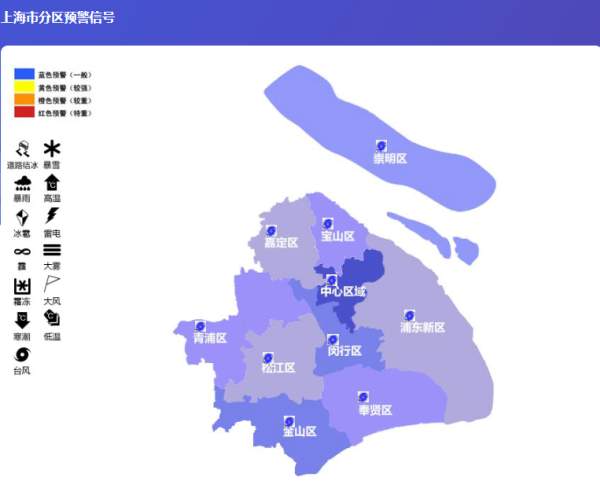 上海市分区预警信号
蓝色预警（一般）
黄色预警（较强）
橙色预警（较重）
红色预警（特重）
道路结冰 暴雪
暴雨 高温
冰雹 雷电
霾 大雾
霜冻 大风
寒潮 低温
台风
崇明区
宝山区
嘉定区
中心区域
浦东新区
青浦区
闵行区
松江区
奉贤区
金山区